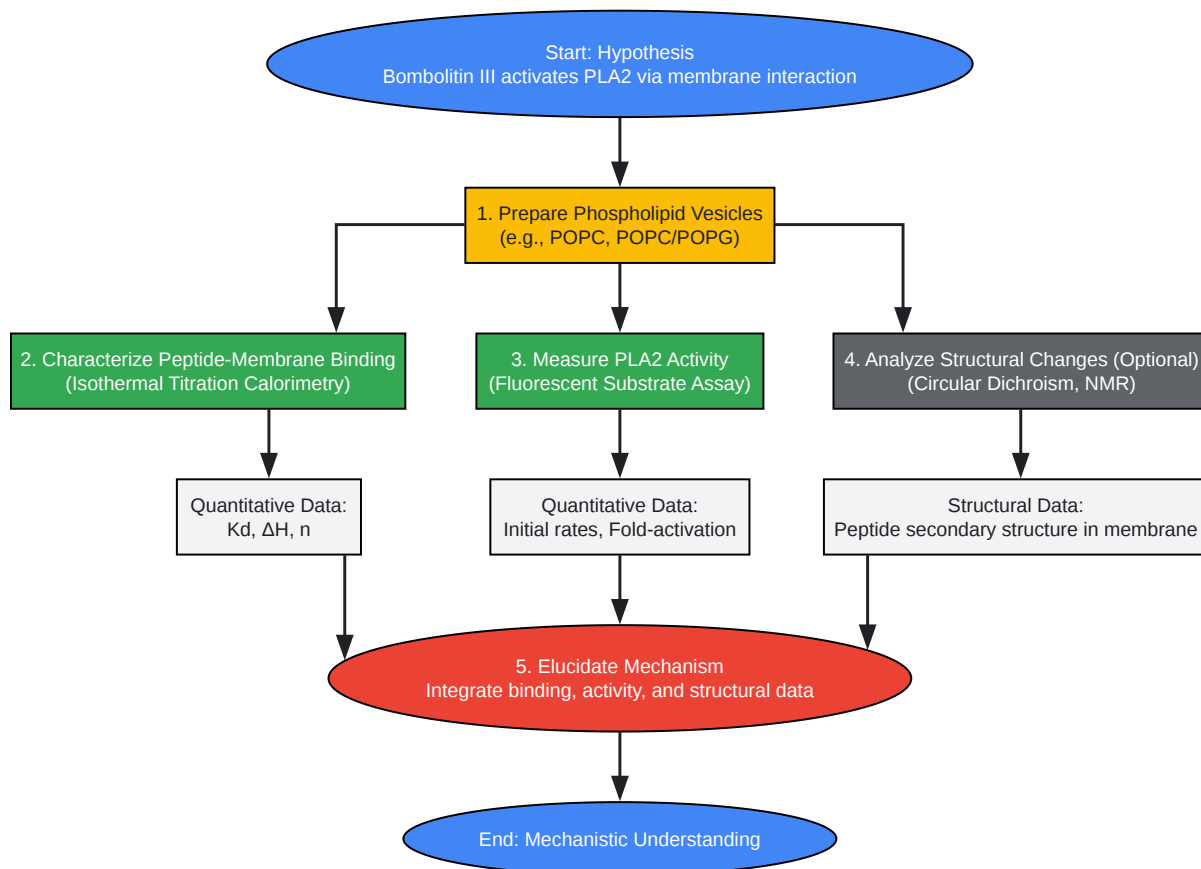 Start: Hypothesis
Bombolitin III activates PLA2 via membrane interaction
1. Prepare Phospholipid Vesicles
(e.g., POPC, POPC/POPG)
2. Characterize Peptide-Membrane Binding
(Isothermal Titration Calorimetry)
3. Measure PLA2 Activity
(Fluorescent Substrate Assay)
4. Analyze Structural Changes (Optional)
(Circular Dichroism, NMR)
Quantitative Data:
Kd, ΔH, n
Quantitative Data:
Initial rates, Fold-activation
Structural Data:
Peptide secondary structure in membrane
5. Elucidate Mechanism
Integrate binding, activity, and structural data
End: Mechanistic Understanding